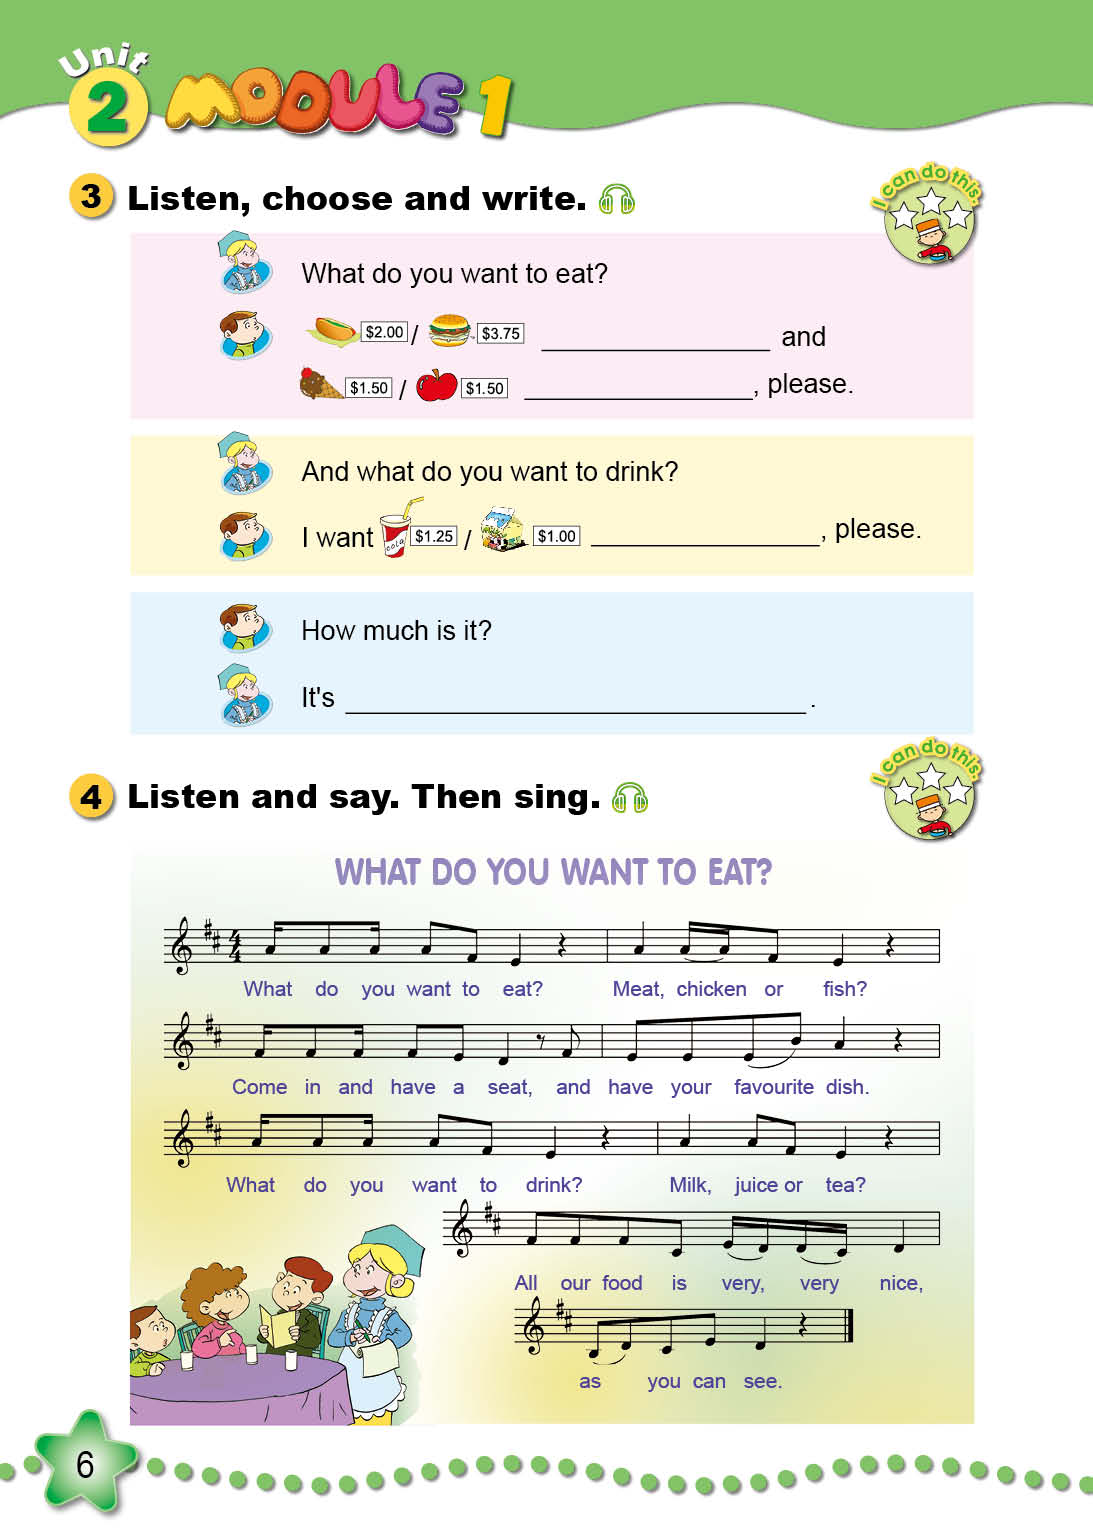 Unit
2 MODULE 1
3 Listen, choose and write.
I can do this.
What do you want to eat?
$2.00 / $3.75 ________________ and
$1.50 / $1.50 ________________, please.
And what do you want to drink?
I want cola $1.25 / $1.00 ________________, please.
How much is it?
It's ________________________________.
4 Listen and say. Then sing.
I can do this.
WHAT DO YOU WANT TO EAT?
4
4
What do you want to eat? Meat, chicken or fish?
Come in and have a seat, and have your favourite dish.
What do you want to drink? Milk, juice or tea?
All our food is very, very nice,
as you can see.
6